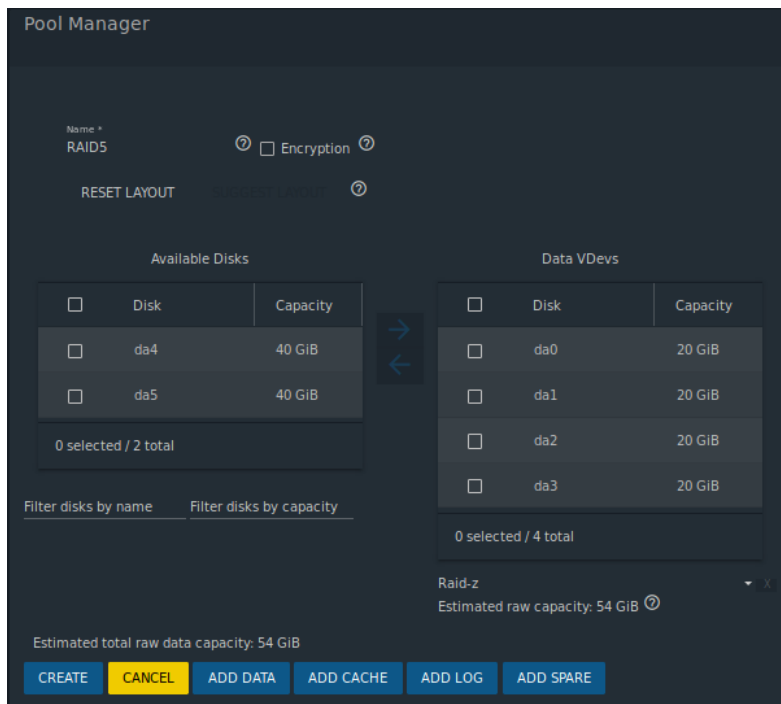 Pool Manager
Name *
RAID5
Encryption
RESET LAYOUT SUGGEST LAYOUT
Available Disks
Disk Capacity
da4 40 GiB
da5 40 GiB
0 selected / 2 total
Filter disks by name Filter disks by capacity
Data VDevs
Disk Capacity
da0 20 GiB
da1 20 GiB
da2 20 GiB
da3 20 GiB
0 selected / 4 total
Raid-z x
Estimated raw capacity: 54 GiB
Estimated total raw data capacity: 54 GiB
CREATE CANCEL ADD DATA ADD CACHE ADD LOG ADD SPARE